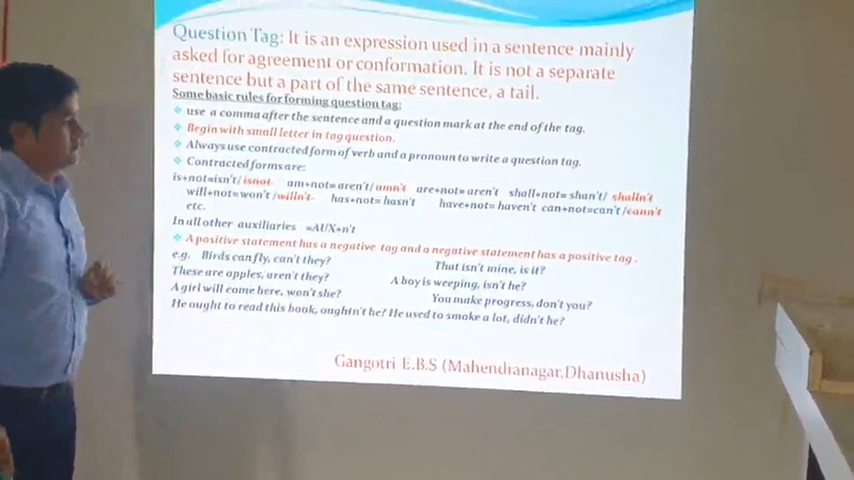 Question Tag: It is an expression used in a sentence mainly
asked for agreement or conformation. It is not a separate
sentence but a part of the same sentence, a tail.
Some basic rules for forming question tag:
❖ use a comma after the sentence and a question mark at the end of the tag.
❖ Begin with small letter in tag question.
❖ Always use contracted form of verb and a pronoun to write a question tag.
❖ Contracted forms are:
is+not=isn't/isnot am+not=aren't/amn't are+not=aren't shall+not=shan't/ shalln't
will+not=won't/willn't has+not=hasn't have+not=haven't can+not=can't/cann't
etc.
In all other auxiliaries =AUX+n't
❖ A positive statement has a negative tag and a negative statement has a positive tag.
e.g. Birds can fly, can't they? That isn't mine, is it?
These are apples, aren't they? A boy is weeping, isn't he?
A girl will come here, won't she? You make progress, don't you?
He ought to read this book, oughtn't he? He used to smoke a lot, didn't he?
Gangotri E.B.S (Mahendranagar,Dhanusha)